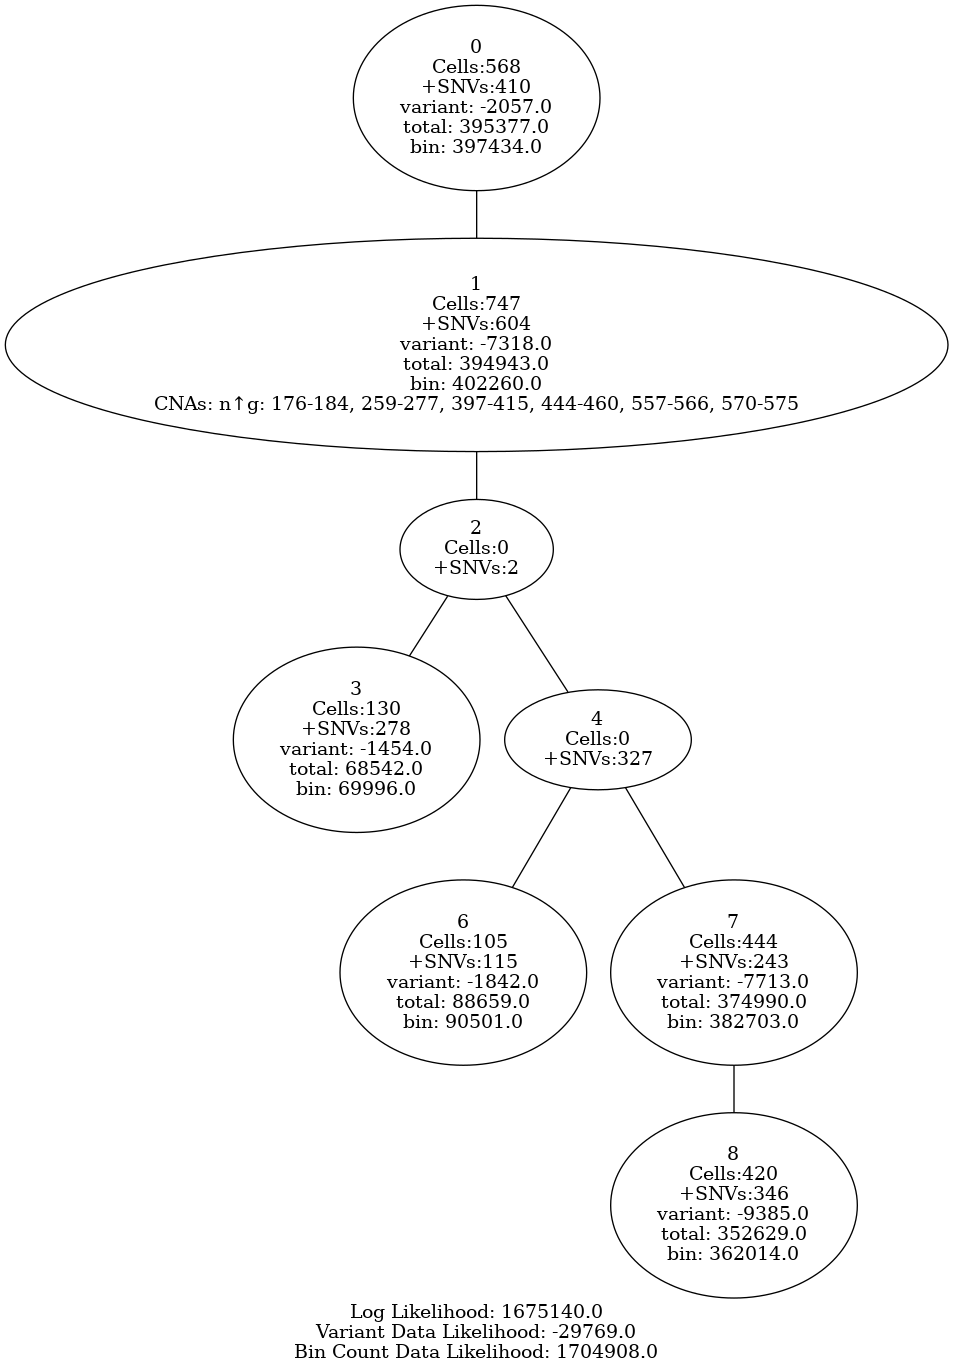 0
Cells:568
+SNVs:410
variant: -2057.0
total: 395377.0
bin: 397434.0
1
Cells:747
+SNVs:604
variant: -7318.0
total: 394943.0
bin: 402260.0
CNAs: n↑g: 176-184, 259-277, 397-415, 444-460, 557-566, 570-575
2
Cells:0
+SNVs:2
3
Cells:130
+SNVs:278
variant: -1454.0
total: 68542.0
bin: 69996.0
4
Cells:0
+SNVs:327
6
Cells:105
+SNVs:115
variant: -1842.0
total: 88659.0
bin: 90501.0
7
Cells:444
+SNVs:243
variant: -7713.0
total: 374990.0
bin: 382703.0
8
Cells:420
+SNVs:346
variant: -9385.0
total: 352629.0
bin: 362014.0
Log Likelihood: 1675140.0
Variant Data Likelihood: -29769.0
Bin Count Data Likelihood: 1704908.0